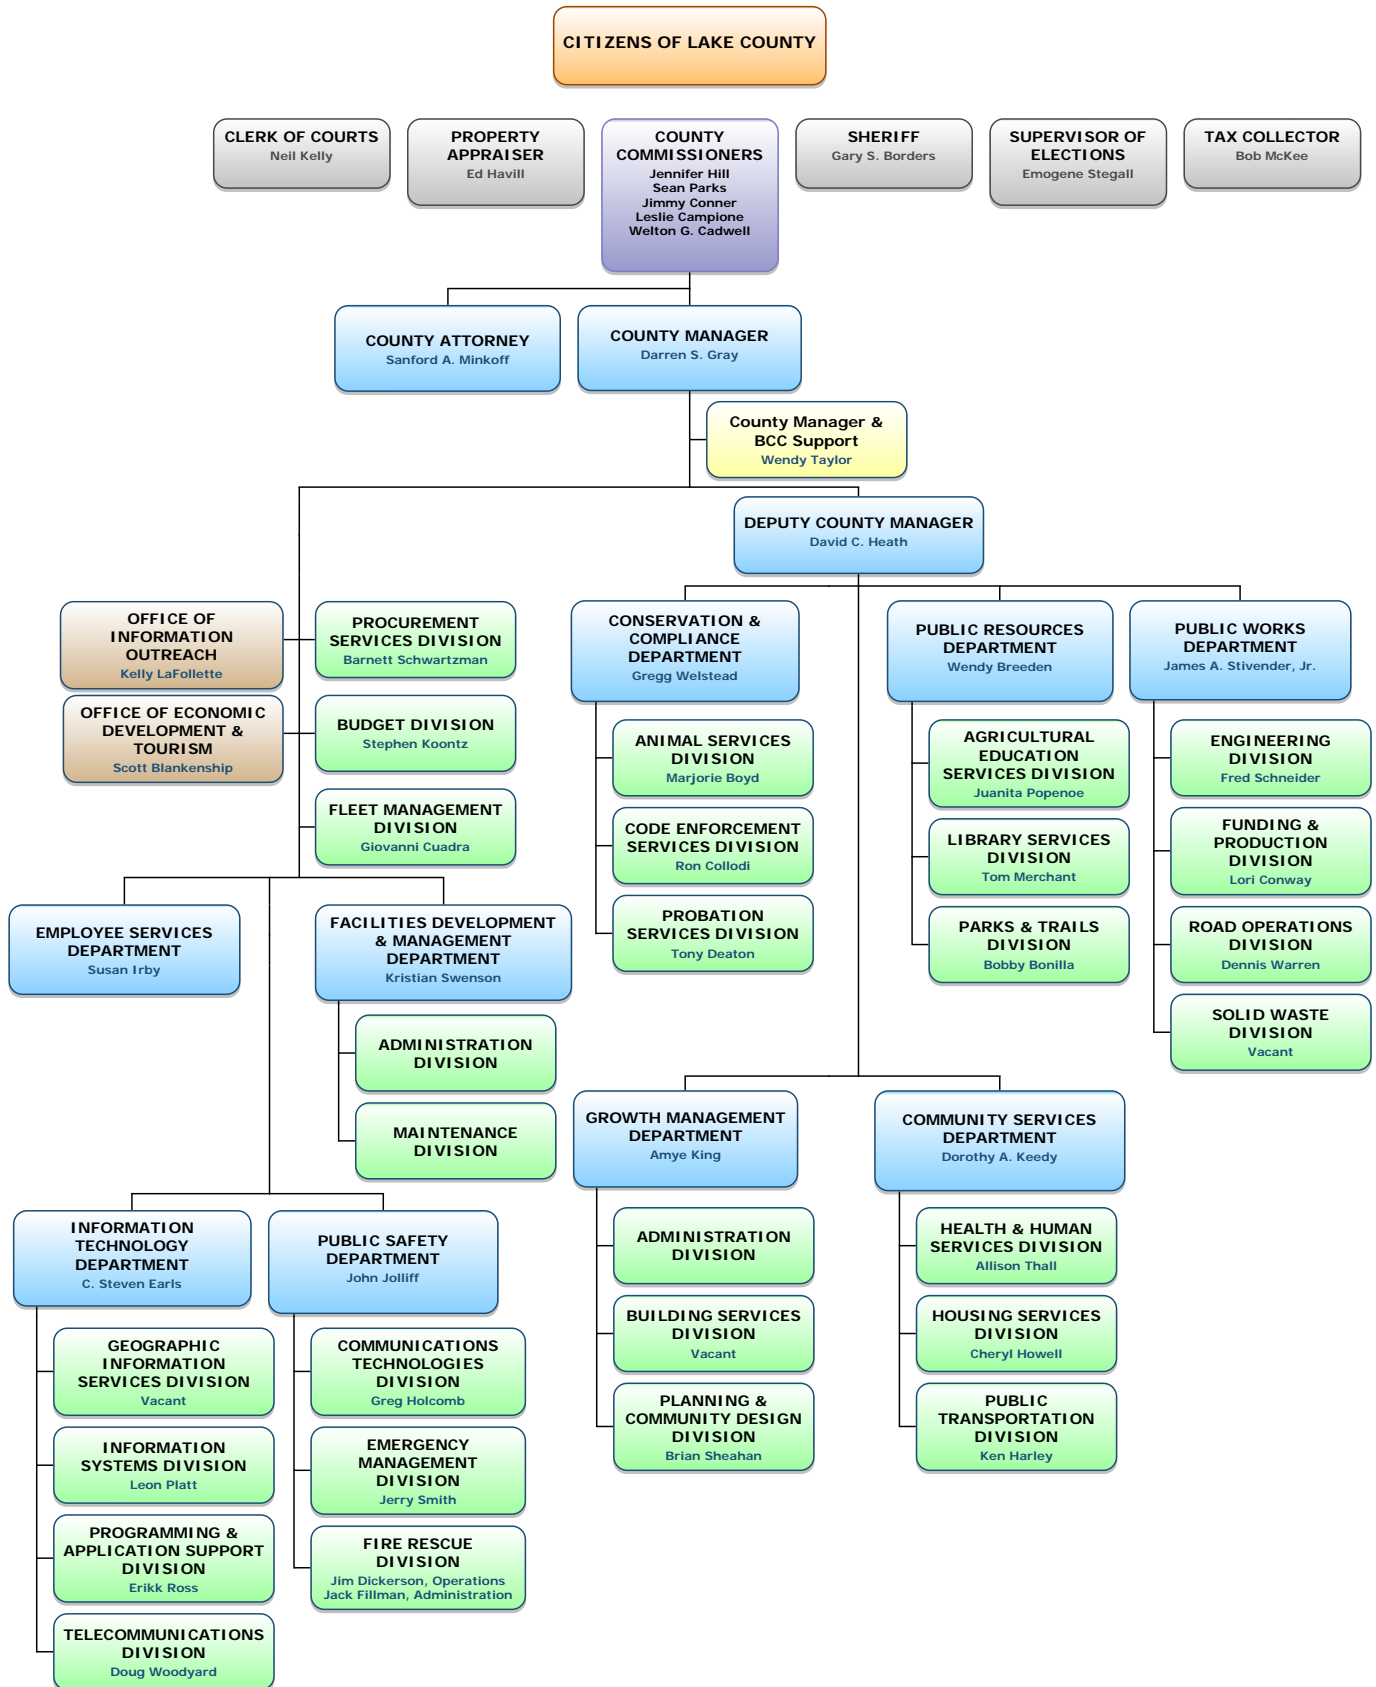 CITIZENS OF LAKE COUNTY
CLERK OF COURTS
Neil Kelly
PROPERTY
APPRAISER
Ed Havill
COUNTY
COMMISSIONERS
Jennifer Hill
Sean Parks
Jimmy Conner
Leslie Campione
Welton G. Cadwell
SHERIFF
Gary S. Borders
SUPERVISOR OF
ELECTIONS
Emogene Stegall
TAX COLLECTOR
Bob McKee
COUNTY ATTORNEY
Sanford A. Minkoff
COUNTY MANAGER
Darren S. Gray
County Manager &
BCC Support
Wendy Taylor
DEPUTY COUNTY MANAGER
David C. Heath
OFFICE OF
INFORMATION
OUTREACH
Kelly LaFollette
PROCUREMENT
SERVICES DIVISION
Barnett Schwartzman
OFFICE OF ECONOMIC
DEVELOPMENT &
TOURISM
Scott Blankenship
BUDGET DIVISION
Stephen Koontz
FLEET MANAGEMENT
DIVISION
Giovanni Cuadra
CONSERVATION &
COMPLIANCE
DEPARTMENT
Gregg Welstead
ANIMAL SERVICES
DIVISION
Marjorie Boyd
CODE ENFORCEMENT
SERVICES DIVISION
Ron Collodi
PROBATION
SERVICES DIVISION
Tony Deaton
PUBLIC RESOURCES
DEPARTMENT
Wendy Breeden
AGRICULTURAL
EDUCATION
SERVICES DIVISION
Juanita Popenoe
LIBRARY SERVICES
DIVISION
Tom Merchant
PARKS & TRAILS
DIVISION
Bobby Bonilla
PUBLIC WORKS
DEPARTMENT
James A. Stivender, Jr.
ENGINEERING
DIVISION
Fred Schneider
FUNDING &
PRODUCTION
DIVISION
Lori Conway
ROAD OPERATIONS
DIVISION
Dennis Warren
SOLID WASTE
DIVISION
Vacant
EMPLOYEE SERVICES
DEPARTMENT
Susan Irby
FACILITIES DEVELOPMENT
& MANAGEMENT
DEPARTMENT
Kristian Swenson
ADMINISTRATION
DIVISION
MAINTENANCE
DIVISION
GROWTH MANAGEMENT
DEPARTMENT
Amye King
ADMINISTRATION
DIVISION
BUILDING SERVICES
DIVISION
Vacant
PLANNING &
COMMUNITY DESIGN
DIVISION
Brian Sheahan
COMMUNITY SERVICES
DEPARTMENT
Dorothy A. Keedy
HEALTH & HUMAN
SERVICES DIVISION
Allison Thall
HOUSING SERVICES
DIVISION
Cheryl Howell
PUBLIC
TRANSPORTATION
DIVISION
Ken Harley
INFORMATION
TECHNOLOGY
DEPARTMENT
C. Steven Earls
GEOGRAPHIC
INFORMATION
SERVICES DIVISION
Vacant
INFORMATION
SYSTEMS DIVISION
Leon Platt
PROGRAMMING &
APPLICATION SUPPORT
DIVISION
Erikk Ross
TELECOMMUNICATIONS
DIVISION
Doug Woodyard
PUBLIC SAFETY
DEPARTMENT
John Jolliff
COMMUNICATIONS
TECHNOLOGIES
DIVISION
Greg Holcomb
EMERGENCY
MANAGEMENT
DIVISION
Jerry Smith
FIRE RESCUE
DIVISION
Jim Dickerson, Operations
Jack Fillman, Administration